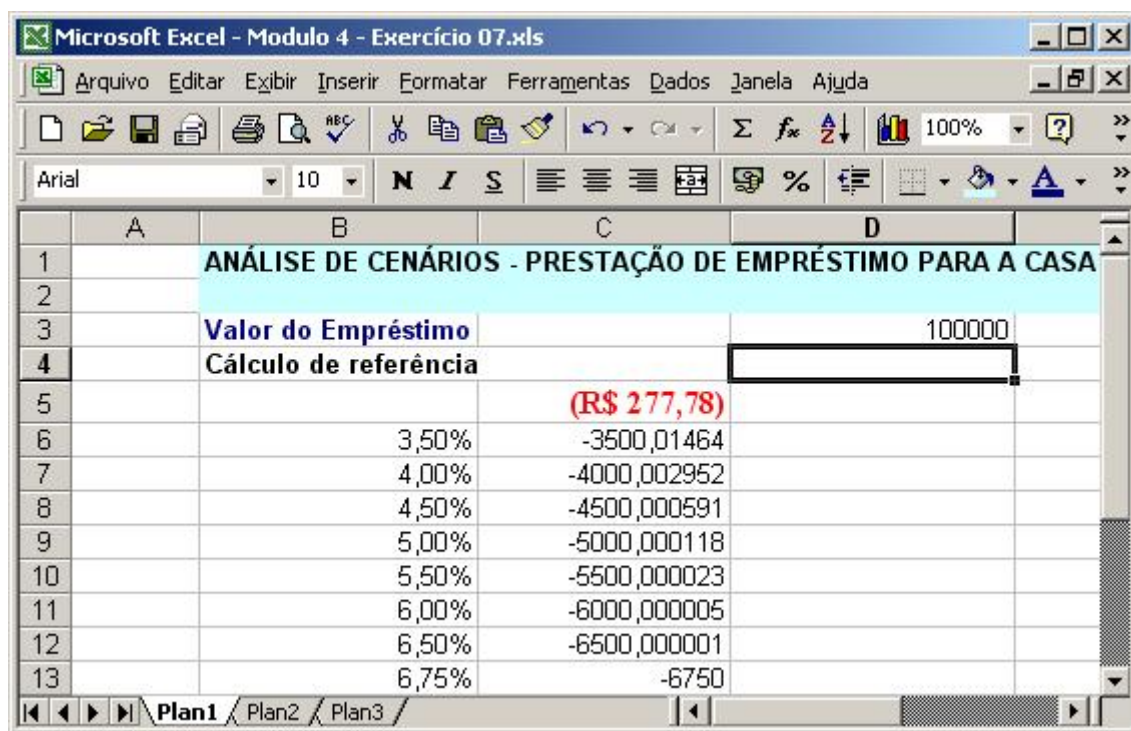 Microsoft Excel - Modulo 4 - Exercício 07.xls
Arquivo Editar Exibir Inserir Formatar Ferramentas Dados Janela Ajuda
ABC Σ fx A Z 100% ?
Arial 10 N I S a % A
A B C D
1 ANÁLISE DE CENÁRIOS - PRESTAÇÃO DE EMPRÉSTIMO PARA A CASA
2
3 Valor do Empréstimo 100000
4 Cálculo de referência
5 (R$ 277,78)
6 3,50% -3500,01464
7 4,00% -4000,002952
8 4,50% -4500,000591
9 5,00% -5000,000118
10 5,50% -5500,000023
11 6,00% -6000,000005
12 6,50% -6500,000001
13 6,75% -6750
Plan1 Plan2 Plan3